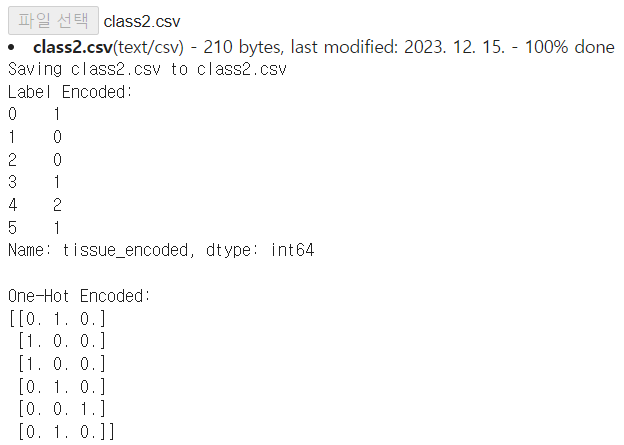 파일 선택 class2.csv
• class2.csv(text/csv) - 210 bytes, last modified: 2023. 12. 15. - 100% done
Saving class2.csv to class2.csv
Label Encoded:
0    1
1    0
2    0
3    1
4    2
5    1
Name: tissue_encoded, dtype: int64

One-Hot Encoded:
[[0. 1. 0.]
 [1. 0. 0.]
 [1. 0. 0.]
 [0. 1. 0.]
 [0. 0. 1.]
 [0. 1. 0.]]